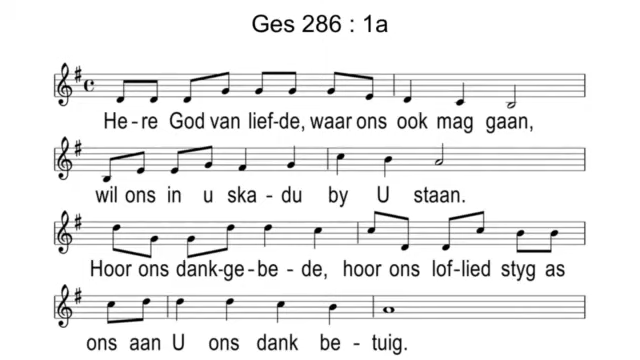 Ges 286 : 1a
He-re God van lief-de, waar ons ook mag gaan,
wil ons in u ska-du by U staan.
Hoor ons dank-ge-be-de, hoor ons lof-lied styg as
ons aan U ons dank be-tuig.